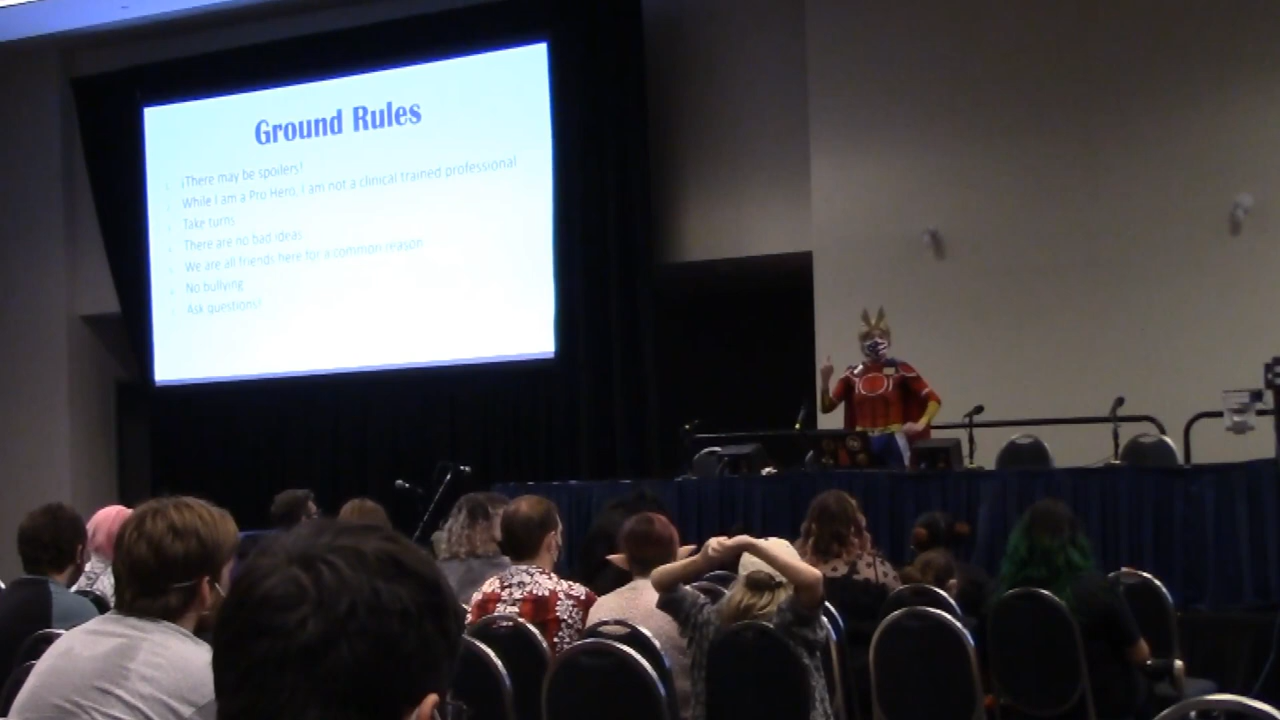 Ground Rules
¡There may be spoilers!
While I am a Pro Hero, I am not a clinical trained professional
Take turns
There are no bad ideas
We are all friends here for a common reason
No bullying
Ask questions!